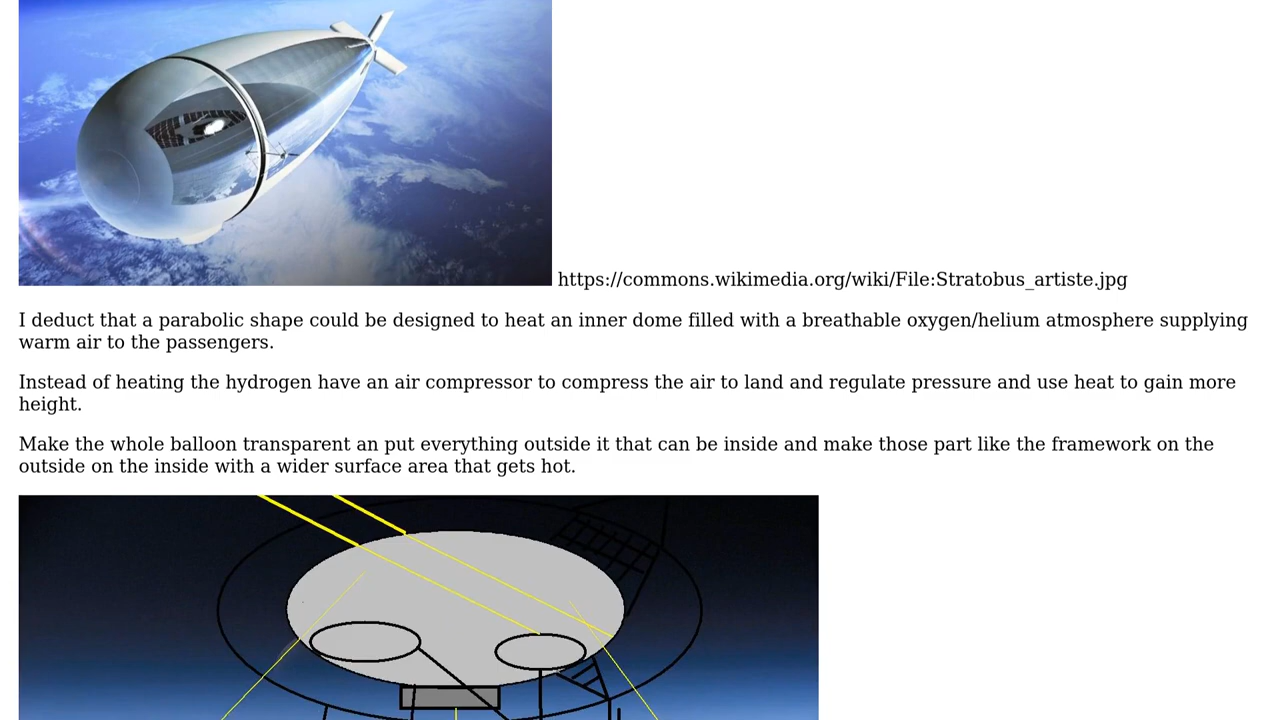 https://commons.wikimedia.org/wiki/File:Stratobus_artiste.jpg
I deduct that a parabolic shape could be designed to heat an inner dome filled with a breathable oxygen/helium atmosphere supplying
warm air to the passengers.
Instead of heating the hydrogen have an air compressor to compress the air to land and regulate pressure and use heat to gain more
height.
Make the whole balloon transparent an put everything outside it that can be inside and make those part like the framework on the
outside on the inside with a wider surface area that gets hot.